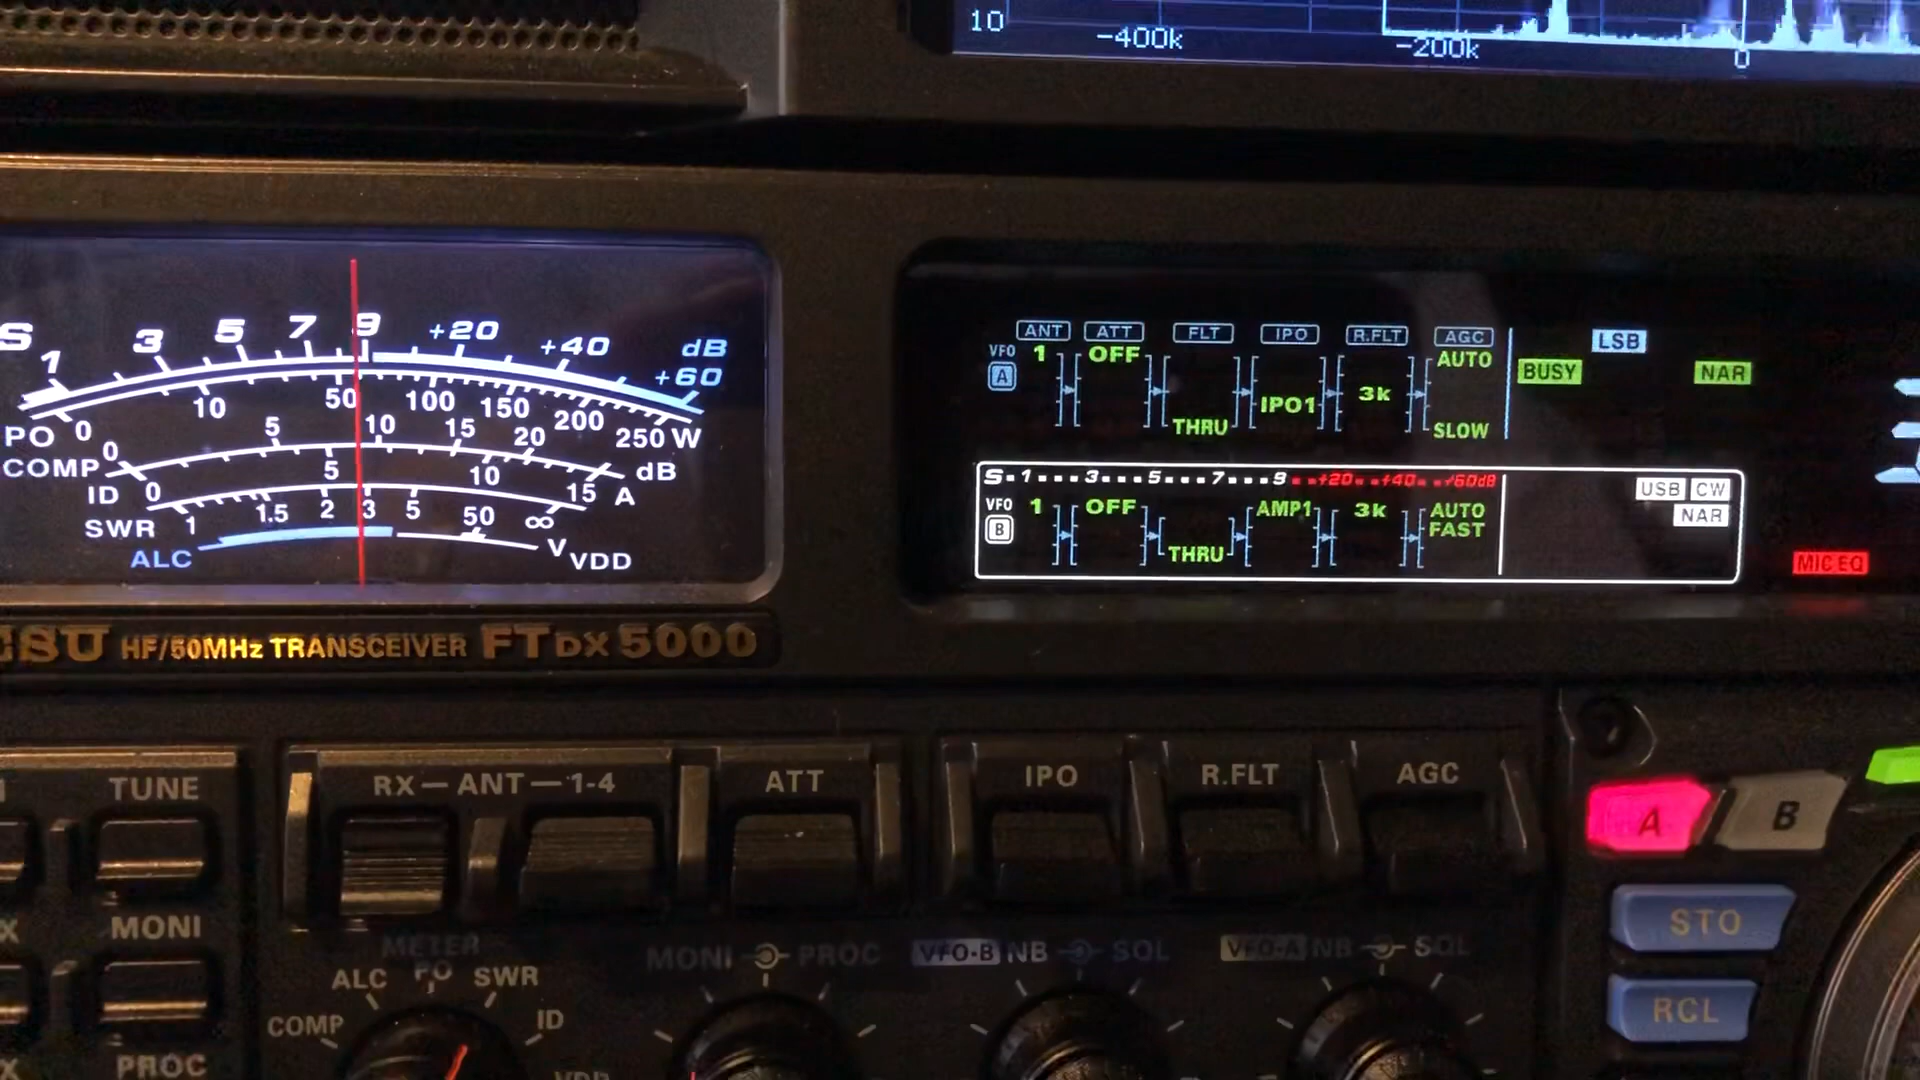 10 -400k -200k 0
S 1 3 5 7 9 +20 +40 +60 dB
PO 0 10 50 100 150 200 250 W
COMP 0 5 10 15 20 dB
ID 0 5 10 15 A
SWR 1 1.5 2 3 5 50 ∞
ALC V VDD
HF/50MHz TRANSCEIVER FTDX 5000
ANT ATT FLT IPO R.FLT AGC
VFO A 1 OFF THRU IPO1 3k AUTO SLOW
LSB
BUSY NAR
S 1 3 5 7 9 +20 +40 +60dB
VFO B 1 OFF THRU AMP1 3k AUTO FAST
USB CW
NAR
MIC EQ
TUNE RX-ANT-1-4 ATT IPO R.FLT AGC
A B
MONI
STO
METER
MONI PROC VFO-B NB SQL VFO-A NB SQL
COMP ALC PO SWR ID
RCL
PROC